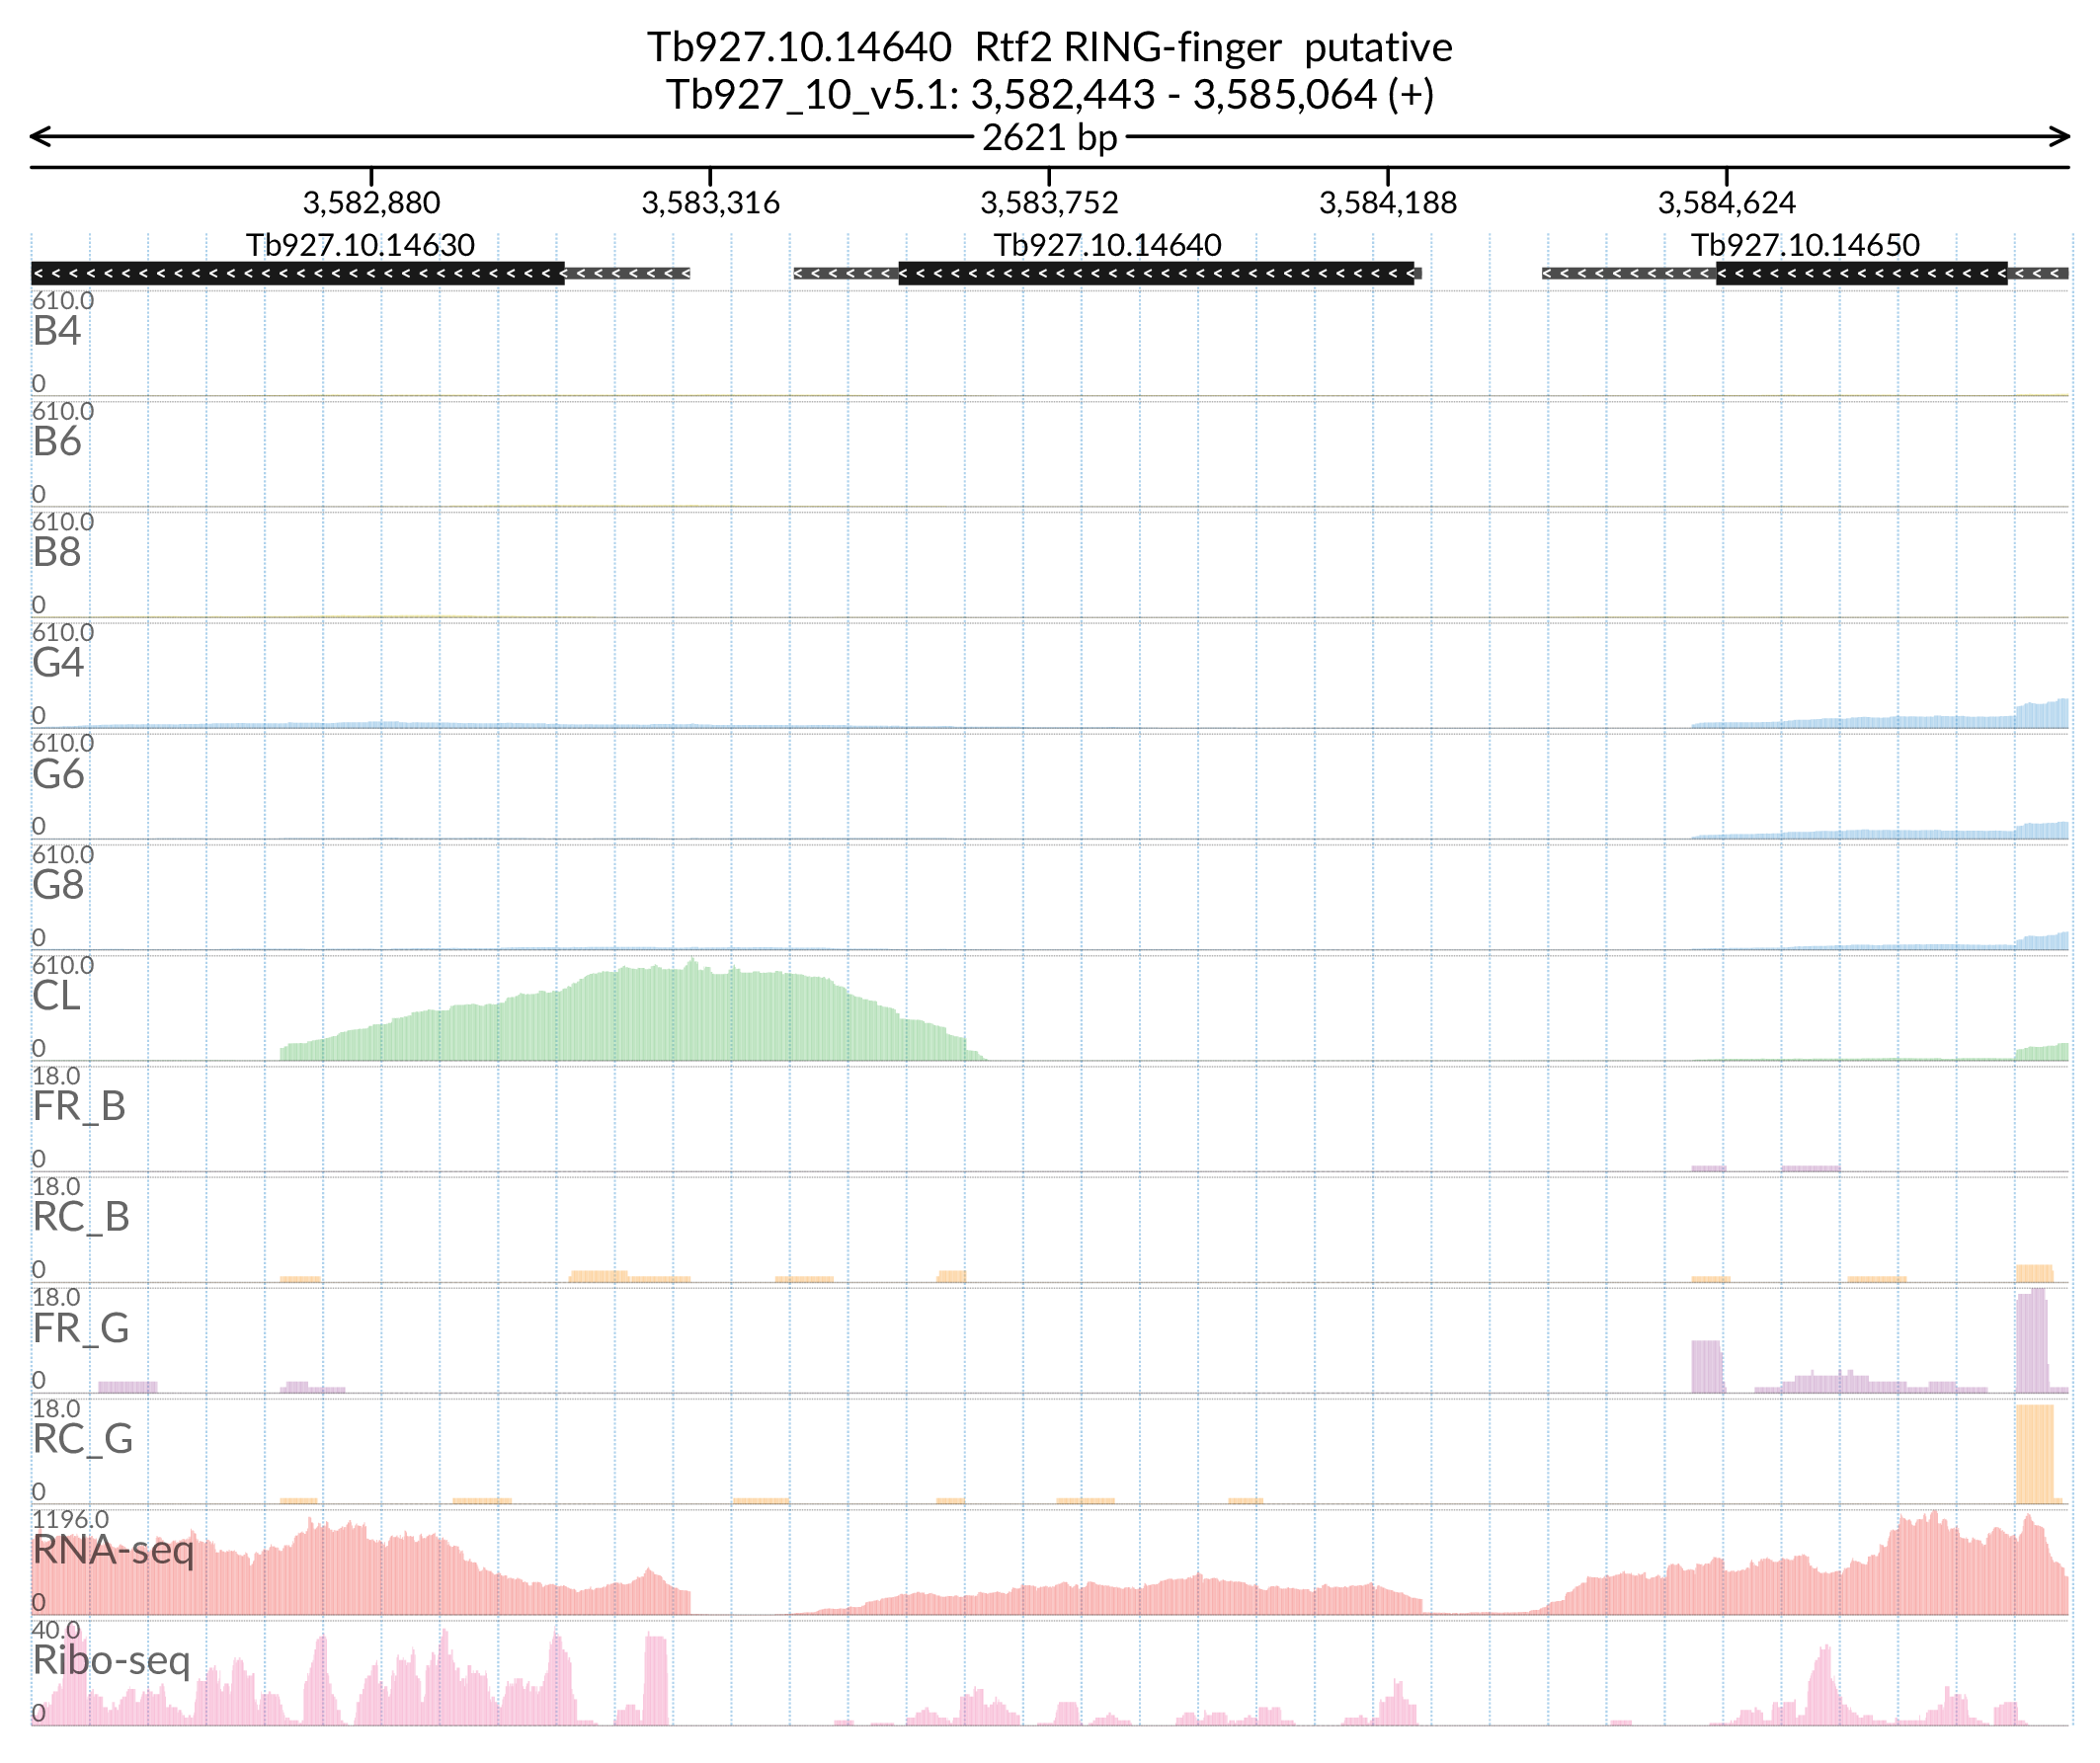 Tb927.10.14640 Rtf2 RING-finger putative
Tb927_10_v5.1: 3,582,443 - 3,585,064 (+)
2621 bp
3,582,880 3,583,316 3,583,752 3,584,188 3,584,624
Tb927.10.14630 Tb927.10.14640 Tb927.10.14650
610.0
B4
0
610.0
B6
0
610.0
B8
0
610.0
G4
0
610.0
G6
0
610.0
G8
0
610.0
CL
0
18.0
FR_B
0
18.0
RC_B
0
18.0
FR_G
0
18.0
RC_G
0
1196.0
RNA-seq
0
40.0
Ribo-seq
0